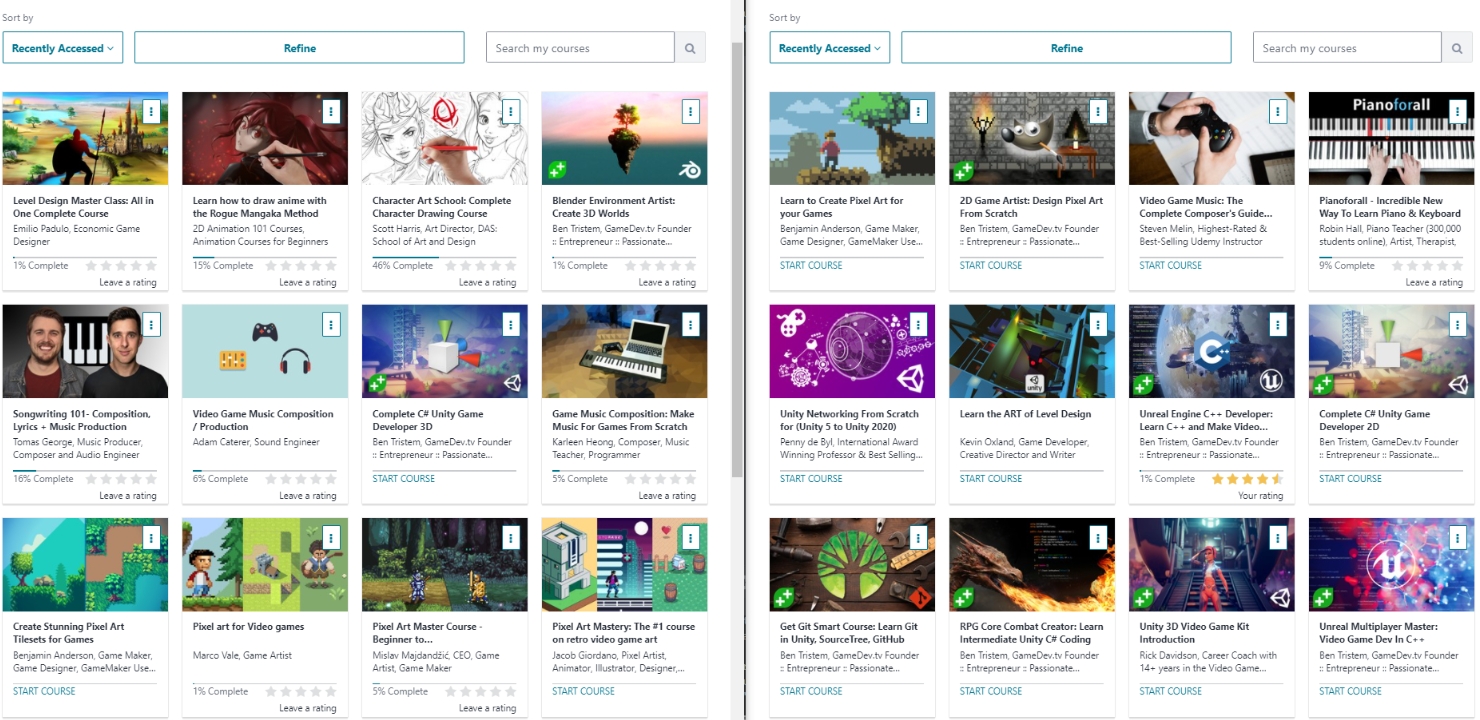 Sort by
Recently Accessed
Refine
Search my courses
Level Design Master Class: All in
One Complete Course
Emilio Padulo, Economic Game
Designer
1% Complete
Leave a rating
Learn how to draw anime with
the Rogue Mangaka Method
2D Animation 101 Courses,
Animation Courses for Beginners
15% Complete
Leave a rating
Character Art School: Complete
Character Drawing Course
Scott Harris, Art Director, DAS:
School of Art and Design
46% Complete
Leave a rating
Blender Environment Artist:
Create 3D Worlds
Ben Tristem, GameDev.tv Founder
:: Entrepreneur :: Passionate...
1% Complete
Leave a rating
Songwriting 101- Composition,
Lyrics + Music Production
Tomas George, Music Producer,
Composer and Audio Engineer
16% Complete
Leave a rating
Video Game Music Composition
/ Production
Adam Caterer, Sound Engineer
6% Complete
Leave a rating
Complete C# Unity Game
Developer 3D
Ben Tristem, GameDev.tv Founder
:: Entrepreneur :: Passionate...
START COURSE
Game Music Composition: Make
Music For Games From Scratch
Karleen Heong, Composer, Music
Teacher, Programmer
5% Complete
Leave a rating
Create Stunning Pixel Art
Tilesets for Games
Benjamin Anderson, Game Maker,
Game Designer, GameMaker Use...
START COURSE
Pixel art for Video games
Marco Vale, Game Artist
1% Complete
Leave a rating
Pixel Art Master Course -
Beginner to...
Mislav Majdandžić, CEO, Game
Artist, Game Maker
5% Complete
Leave a rating
Pixel Art Mastery: The #1 course
on retro video game art
Jacob Giordano, Pixel Artist,
Animator, Illustrator, Designer,...
START COURSE
Sort by
Recently Accessed
Refine
Search my courses
Learn to Create Pixel Art for
your Games
Benjamin Anderson, Game Maker,
Game Designer, GameMaker Use...
START COURSE
2D Game Artist: Design Pixel Art
From Scratch
Ben Tristem, GameDev.tv Founder
:: Entrepreneur :: Passionate...
START COURSE
Video Game Music: The
Complete Composer's Guide...
Steven Melin, Highest-Rated &
Best-Selling Udemy Instructor
START COURSE
Pianoforall
Pianoforall - Incredible New
Way To Learn Piano & Keyboard
Robin Hall, Piano Teacher (300,000
students online), Artist, Therapist,
9% Complete
Leave a rating
Unity Networking From Scratch
for (Unity 5 to Unity 2020)
Penny de Byl, International Award
Winning Professor & Best Selling...
START COURSE
unity
Learn the ART of Level Design
Kevin Oxland, Game Developer,
Creative Director and Writer
START COURSE
C++
Unreal Engine C++ Developer:
Learn C++ and Make Video...
Ben Tristem, GameDev.tv Founder
:: Entrepreneur :: Passionate...
1% Complete
Your rating
Complete C# Unity Game
Developer 2D
Ben Tristem, GameDev.tv Founder
:: Entrepreneur :: Passionate...
START COURSE
Get Git Smart Course: Learn Git
in Unity, SourceTree, GitHub
Ben Tristem, GameDev.tv Founder
:: Entrepreneur :: Passionate...
START COURSE
RPG Core Combat Creator: Learn
Intermediate Unity C# Coding
Ben Tristem, GameDev.tv Founder
:: Entrepreneur :: Passionate...
START COURSE
Unity 3D Video Game Kit
Introduction
Rick Davidson, Career Coach with
14+ years in the Video Game...
START COURSE
Unreal Multiplayer Master:
Video Game Dev In C++
Ben Tristem, GameDev.tv Founder
:: Entrepreneur :: Passionate...
START COURSE